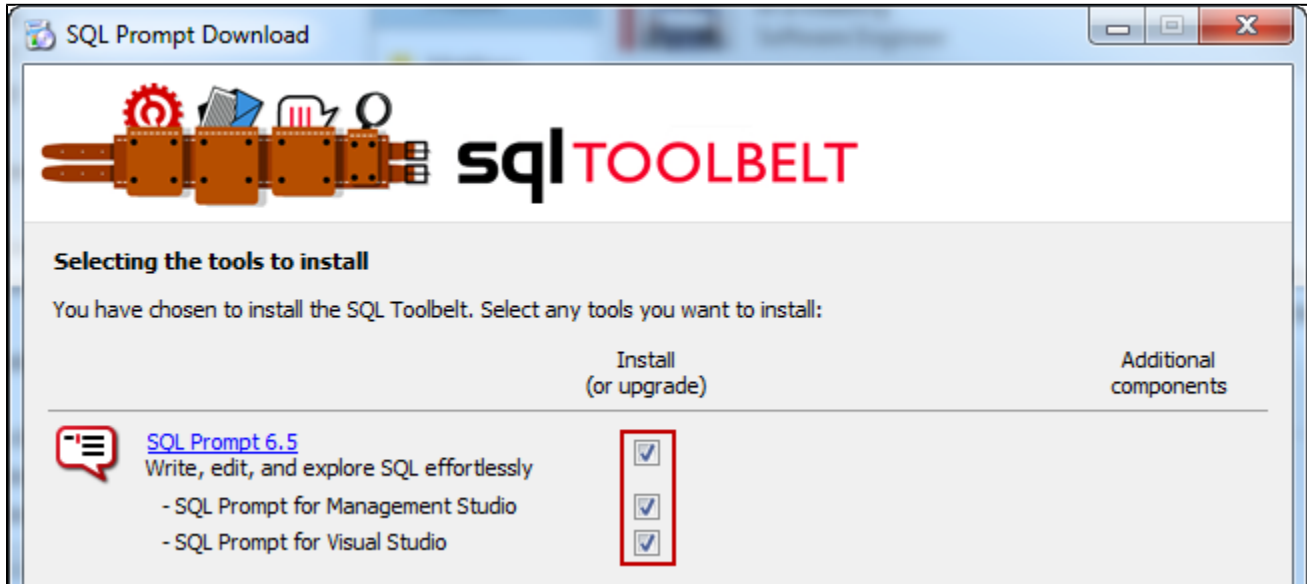 SQL Prompt Download
sql TOOLBELT
Selecting the tools to install
You have chosen to install the SQL Toolbelt. Select any tools you want to install:
Install
(or upgrade)
Additional
components
SQL Prompt 6.5
Write, edit, and explore SQL effortlessly
- SQL Prompt for Management Studio
- SQL Prompt for Visual Studio